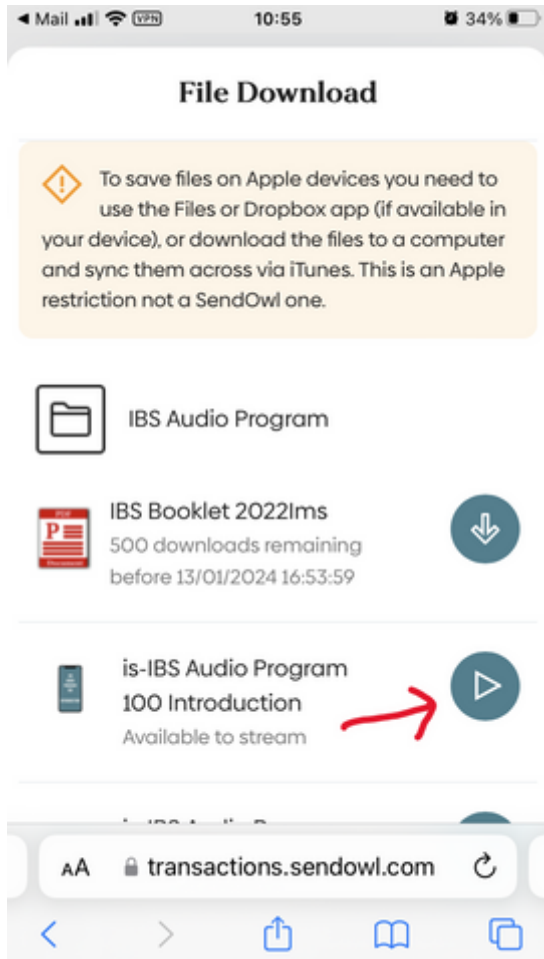 Mail VPN 10:55 34%
File Download
To save files on Apple devices you need to
use the Files or Dropbox app (if available in
your device), or download the files to a computer
and sync them across via iTunes. This is an Apple
restriction not a SendOwl one.
IBS Audio Program
IBS Booklet 2022lms
500 downloads remaining
before 13/01/2024 16:53:59
is-IBS Audio Program
100 Introduction
Available to stream
AA transactions.sendowl.com